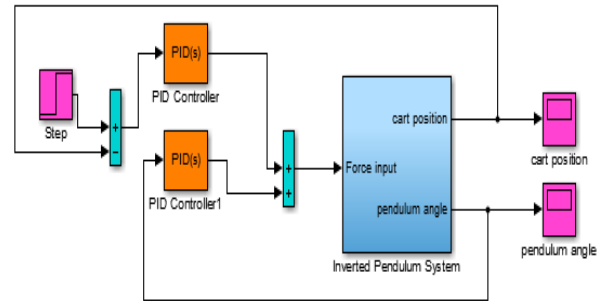 PID(s)
PID Controller
Step
+
−
PID(s)
PID Controller1
+
+
cart position
Force input
pendulum angle
Inverted Pendulum System
cart position
pendulum angle